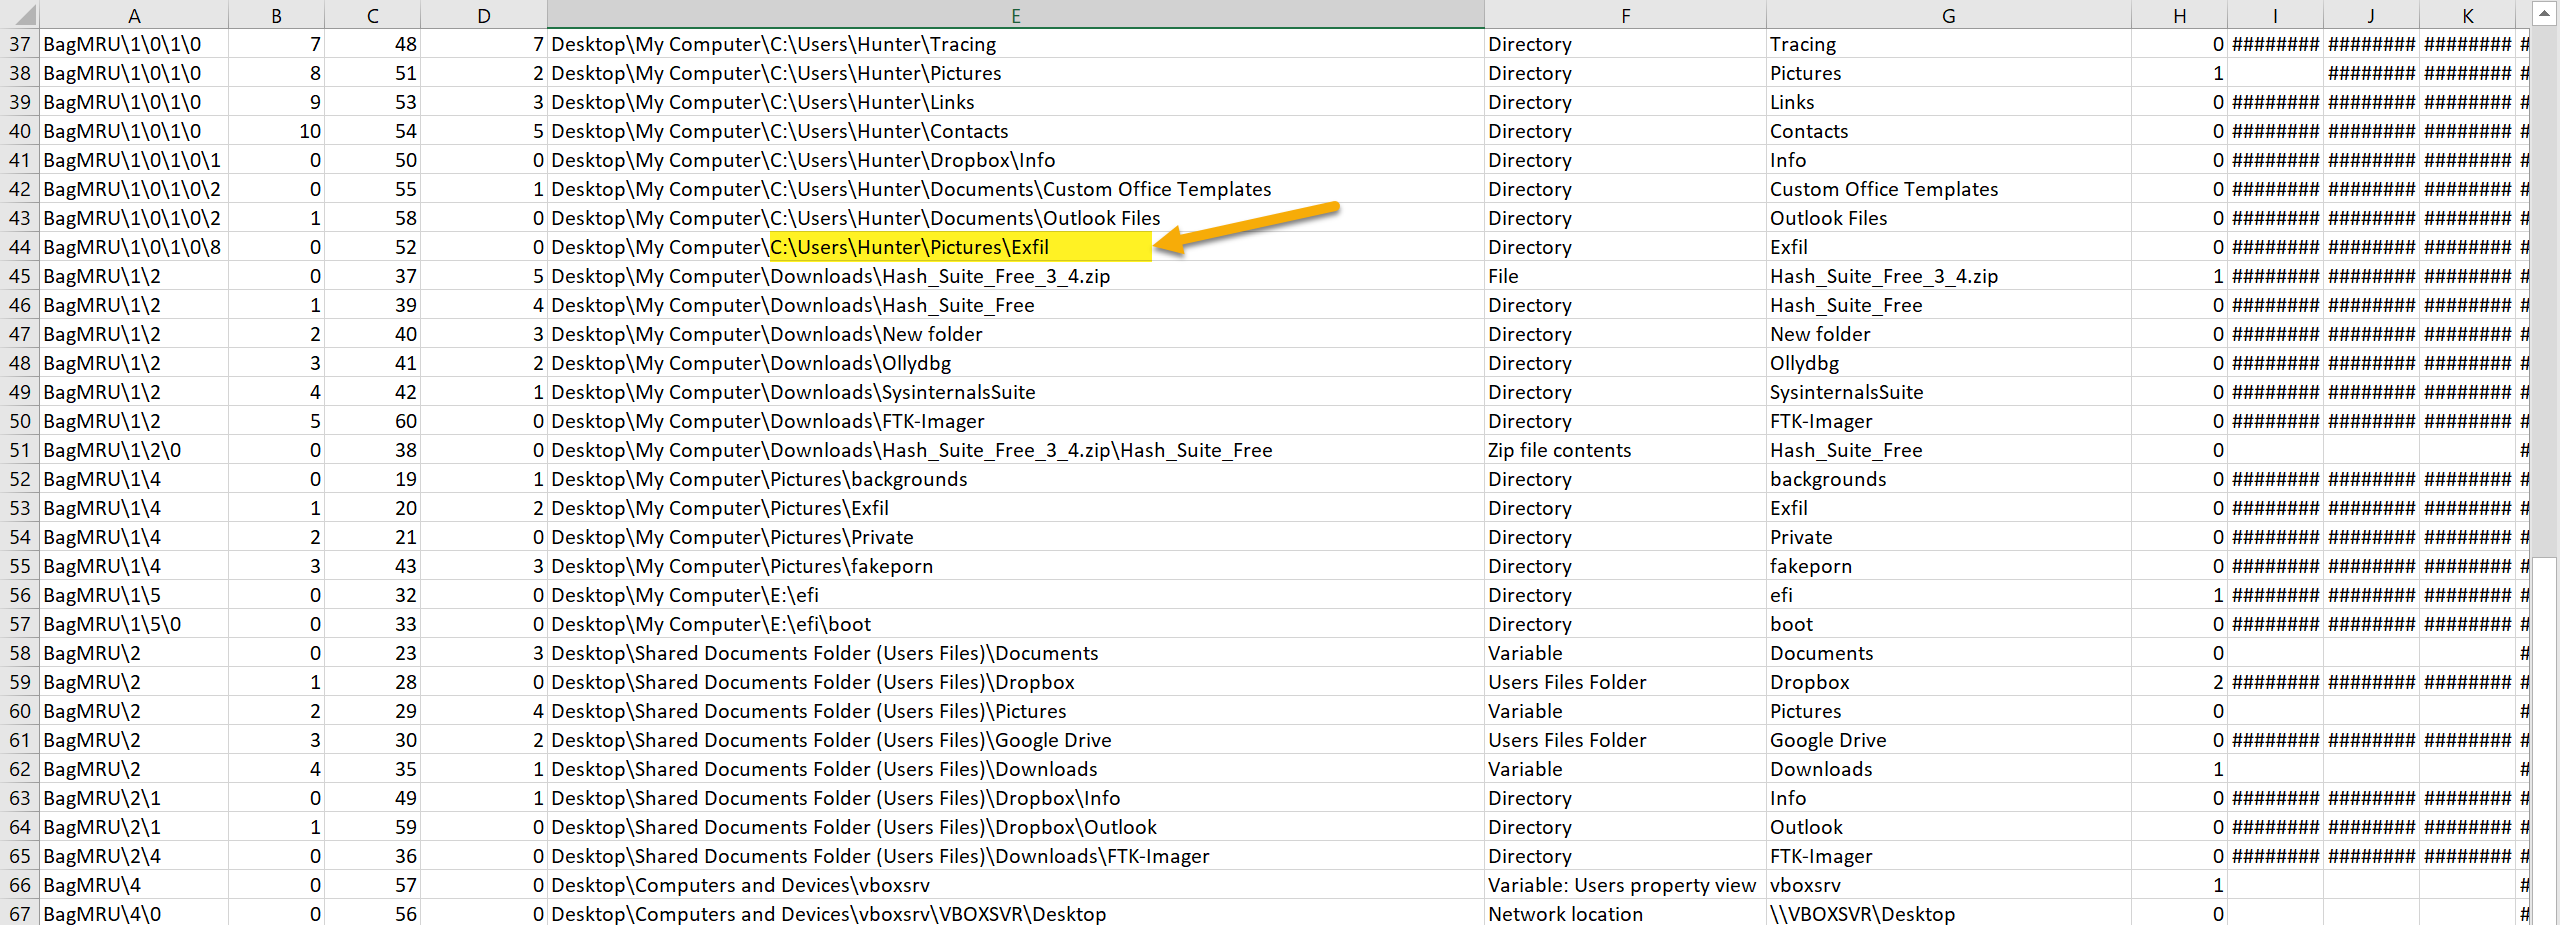 A B C D E F G H I J K
37 BagMRU\1\0\1\0 7 48 7 Desktop\My Computer\C:\Users\Hunter\Tracing Directory Tracing 0 ######## ######## ######## #
38 BagMRU\1\0\1\0 8 51 2 Desktop\My Computer\C:\Users\Hunter\Pictures Directory Pictures 1 ######## ######## #
39 BagMRU\1\0\1\0 9 53 3 Desktop\My Computer\C:\Users\Hunter\Links Directory Links 0 ######## ######## ######## #
40 BagMRU\1\0\1\0 10 54 5 Desktop\My Computer\C:\Users\Hunter\Contacts Directory Contacts 0 ######## ######## ######## #
41 BagMRU\1\0\1\0\1 0 50 0 Desktop\My Computer\C:\Users\Hunter\Dropbox\Info Directory Info 0 ######## ######## ######## #
42 BagMRU\1\0\1\0\2 0 55 1 Desktop\My Computer\C:\Users\Hunter\Documents\Custom Office Templates Directory Custom Office Templates 0 ######## ######## ######## #
43 BagMRU\1\0\1\0\2 1 58 0 Desktop\My Computer\C:\Users\Hunter\Documents\Outlook Files Directory Outlook Files 0 ######## ######## ######## #
44 BagMRU\1\0\1\0\8 0 52 0 Desktop\My Computer\C:\Users\Hunter\Pictures\Exfil Directory Exfil 0 ######## ######## ######## #
45 BagMRU\1\2 0 37 5 Desktop\My Computer\Downloads\Hash_Suite_Free_3_4.zip File Hash_Suite_Free_3_4.zip 1 ######## ######## ######## #
46 BagMRU\1\2 1 39 4 Desktop\My Computer\Downloads\Hash_Suite_Free Directory Hash_Suite_Free 0 ######## ######## ######## #
47 BagMRU\1\2 2 40 3 Desktop\My Computer\Downloads\New folder Directory New folder 0 ######## ######## ######## #
48 BagMRU\1\2 3 41 2 Desktop\My Computer\Downloads\Ollydbg Directory Ollydbg 0 ######## ######## ######## #
49 BagMRU\1\2 4 42 1 Desktop\My Computer\Downloads\SysinternalsSuite Directory SysinternalsSuite 0 ######## ######## ######## #
50 BagMRU\1\2 5 60 0 Desktop\My Computer\Downloads\FTK-Imager Directory FTK-Imager 0 ######## ######## ######## #
51 BagMRU\1\2\0 0 38 0 Desktop\My Computer\Downloads\Hash_Suite_Free_3_4.zip\Hash_Suite_Free Zip file contents Hash_Suite_Free 0 #
52 BagMRU\1\4 0 19 1 Desktop\My Computer\Pictures\backgrounds Directory backgrounds 0 ######## ######## ######## #
53 BagMRU\1\4 1 20 2 Desktop\My Computer\Pictures\Exfil Directory Exfil 0 ######## ######## ######## #
54 BagMRU\1\4 2 21 0 Desktop\My Computer\Pictures\Private Directory Private 0 ######## ######## ######## #
55 BagMRU\1\4 3 43 3 Desktop\My Computer\Pictures\fakeporn Directory fakeporn 0 ######## ######## ######## #
56 BagMRU\1\5 0 32 0 Desktop\My Computer\E:\efi Directory efi 1 ######## ######## ######## #
57 BagMRU\1\5\0 0 33 0 Desktop\My Computer\E:\efi\boot Directory boot 0 ######## ######## ######## #
58 BagMRU\2 0 23 3 Desktop\Shared Documents Folder (Users Files)\Documents Variable Documents 0 #
59 BagMRU\2 1 28 0 Desktop\Shared Documents Folder (Users Files)\Dropbox Users Files Folder Dropbox 2 ######## ######## ######## #
60 BagMRU\2 2 29 4 Desktop\Shared Documents Folder (Users Files)\Pictures Variable Pictures 0 #
61 BagMRU\2 3 30 2 Desktop\Shared Documents Folder (Users Files)\Google Drive Users Files Folder Google Drive 0 ######## ######## ######## #
62 BagMRU\2 4 35 1 Desktop\Shared Documents Folder (Users Files)\Downloads Variable Downloads 1 #
63 BagMRU\2\1 0 49 1 Desktop\Shared Documents Folder (Users Files)\Dropbox\Info Directory Info 0 ######## ######## ######## #
64 BagMRU\2\1 1 59 0 Desktop\Shared Documents Folder (Users Files)\Dropbox\Outlook Directory Outlook 0 ######## ######## ######## #
65 BagMRU\2\4 0 36 0 Desktop\Shared Documents Folder (Users Files)\Downloads\FTK-Imager Directory FTK-Imager 0 ######## ######## ######## #
66 BagMRU\4 0 57 0 Desktop\Computers and Devices\vboxsrv Variable: Users property view vboxsrv 1 #
67 BagMRU\4\0 0 56 0 Desktop\Computers and Devices\vboxsrv\VBOXSVR\Desktop Network location \\VBOXSVR\Desktop 0 #